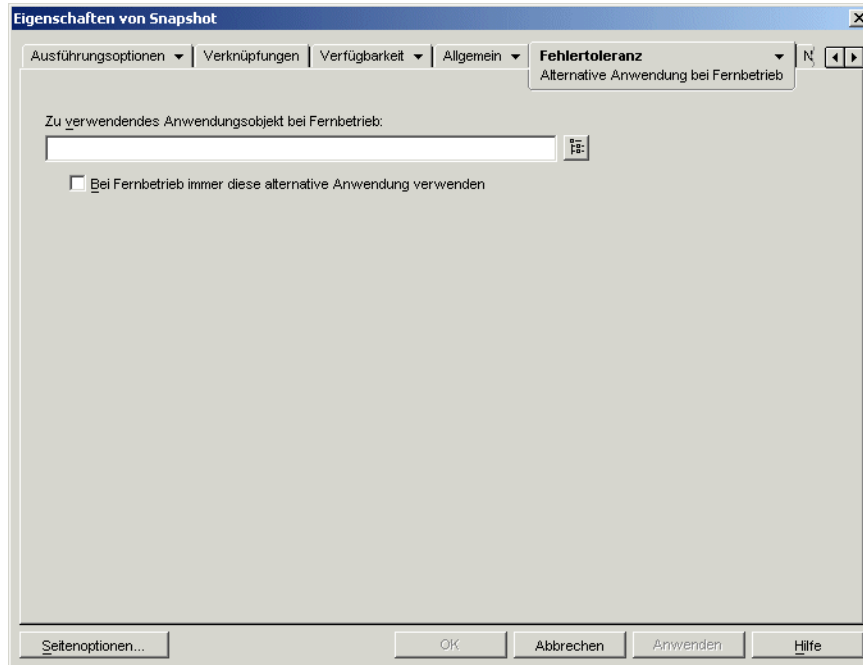 Eigenschaften von Snapshot
Ausführungsoptionen Verknüpfungen Verfügbarkeit Allgemein Fehlertoleranz
Alternative Anwendung bei Fernbetrieb
Zu verwendendes Anwendungsobjekt bei Fernbetrieb:
Bei Fernbetrieb immer diese alternative Anwendung verwenden
Seitenoptionen... OK Abbrechen Anwenden Hilfe